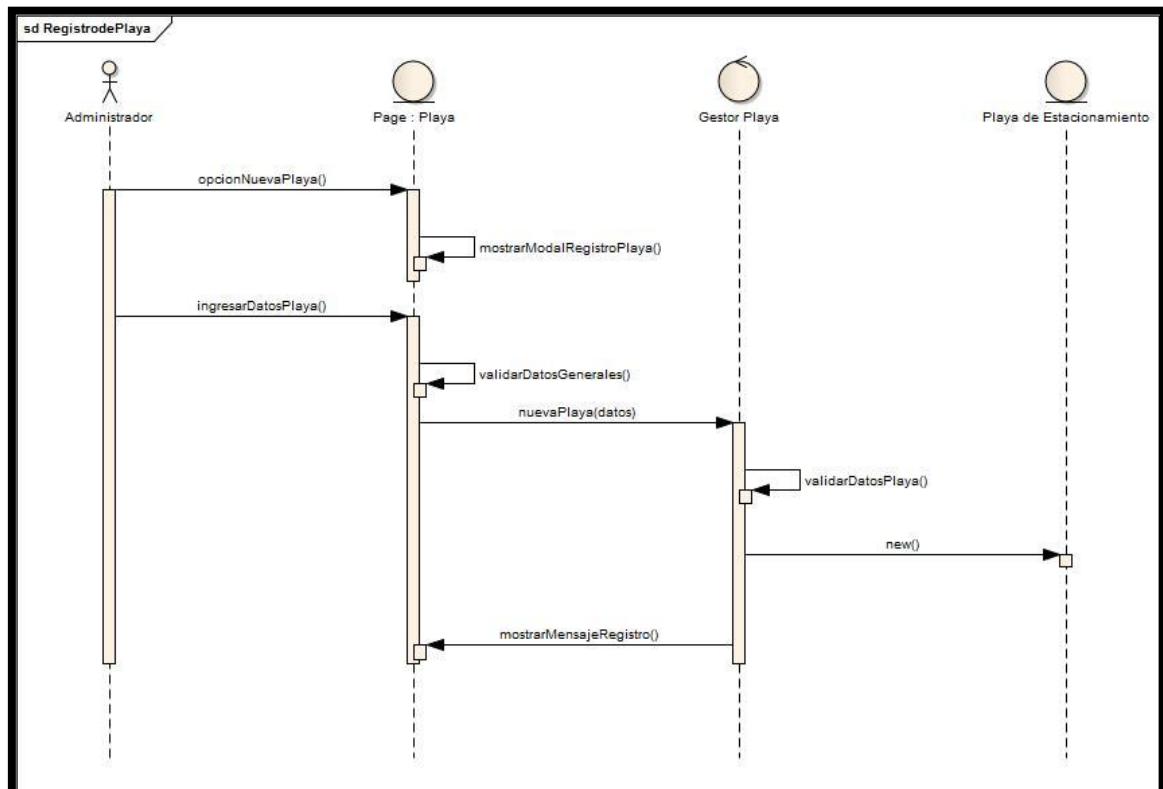 sd RegistrodePlaya
Administrador
Page : Playa
Gestor Playa
Playa de Estacionamiento
opcionNuevaPlaya()
mostrarModalRegistroPlaya()
ingresarDatosPlaya()
validarDatosGenerales()
nuevaPlaya(datos)
validarDatosPlaya()
new()
mostrarMensajeRegistro()